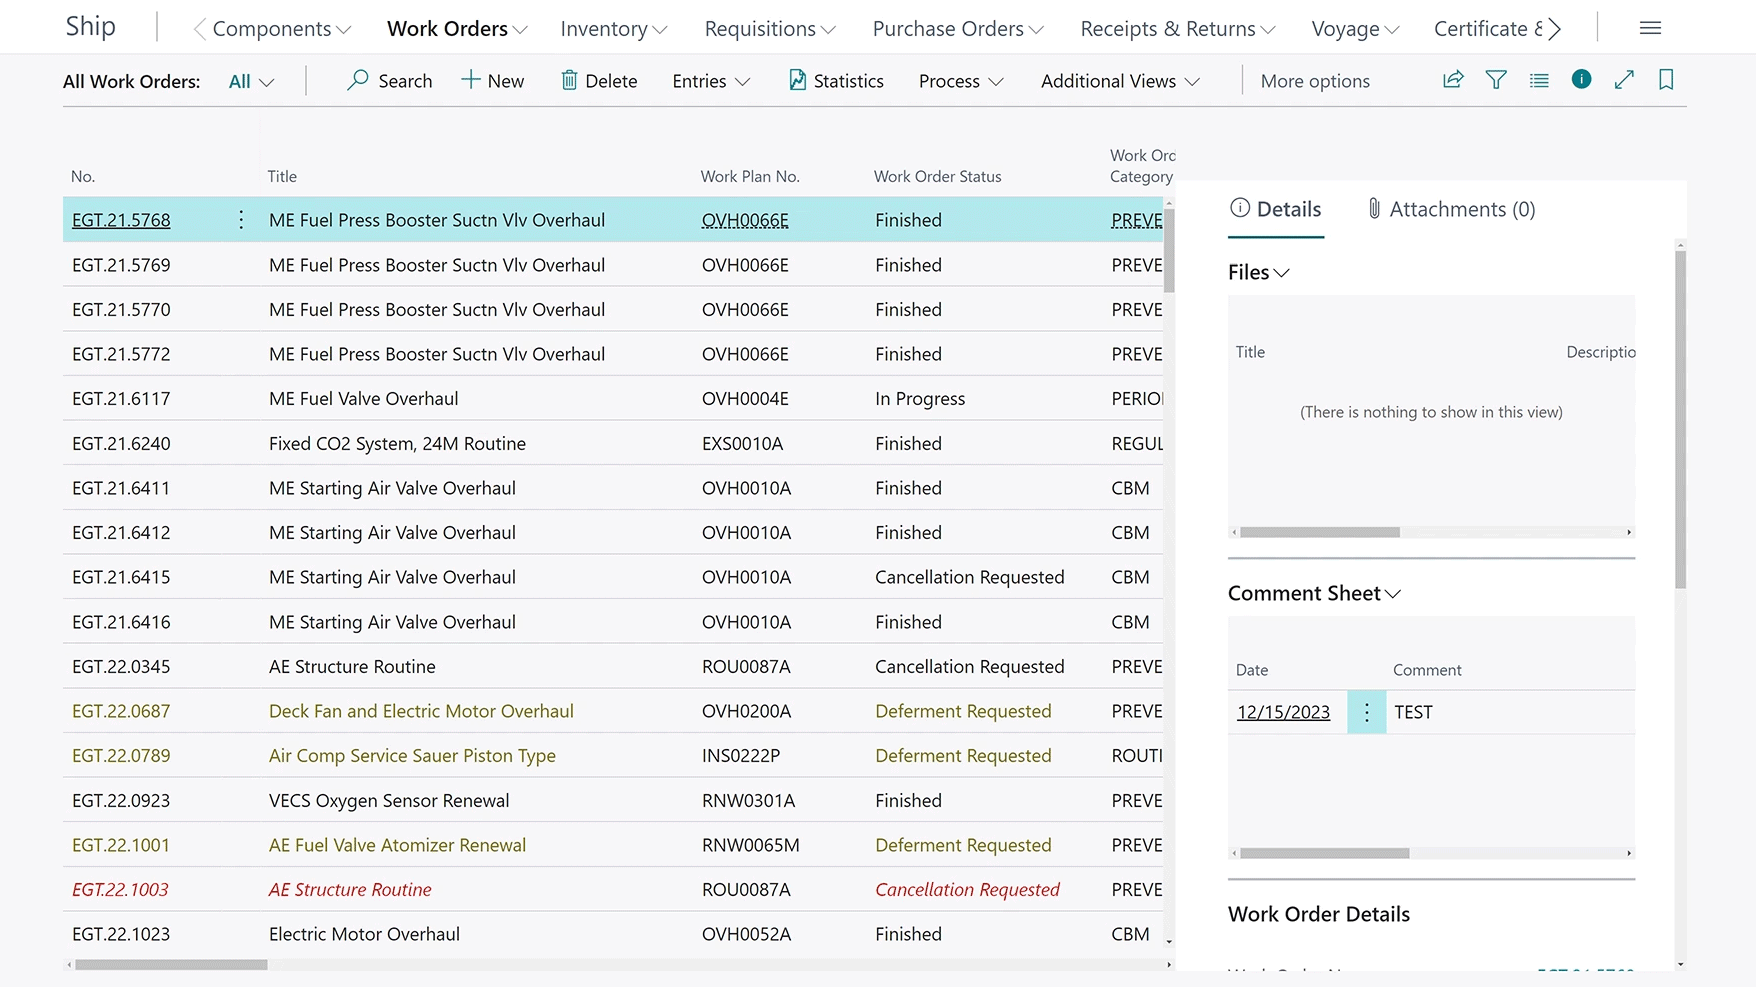 Ship
Components
Work Orders
Inventory
Requisitions
Purchase Orders
Receipts & Returns
Voyage
Certificate &
All Work Orders:
All
Search
New
Delete
Entries
Statistics
Process
Additional Views
More options
No. Title Work Plan No. Work Order Status Work Ord
Category
EGT.21.5768 ME Fuel Press Booster Suctn Vlv Overhaul OVH0066E Finished PREVE
EGT.21.5769 ME Fuel Press Booster Suctn Vlv Overhaul OVH0066E Finished PREVE
EGT.21.5770 ME Fuel Press Booster Suctn Vlv Overhaul OVH0066E Finished PREVE
EGT.21.5772 ME Fuel Press Booster Suctn Vlv Overhaul OVH0066E Finished PREVE
EGT.21.6117 ME Fuel Valve Overhaul OVH0004E In Progress PERIO
EGT.21.6240 Fixed CO2 System, 24M Routine EXS0010A Finished REGUL
EGT.21.6411 ME Starting Air Valve Overhaul OVH0010A Finished CBM
EGT.21.6412 ME Starting Air Valve Overhaul OVH0010A Finished CBM
EGT.21.6415 ME Starting Air Valve Overhaul OVH0010A Cancellation Requested CBM
EGT.21.6416 ME Starting Air Valve Overhaul OVH0010A Finished CBM
EGT.22.0345 AE Structure Routine ROU0087A Cancellation Requested PREVE
EGT.22.0687 Deck Fan and Electric Motor Overhaul OVH0200A Deferment Requested PREVE
EGT.22.0789 Air Comp Service Sauer Piston Type INS0222P Deferment Requested ROUTI
EGT.22.0923 VECS Oxygen Sensor Renewal RNW0301A Finished PREVE
EGT.22.1001 AE Fuel Valve Atomizer Renewal RNW0065M Deferment Requested PREVE
EGT.22.1003 AE Structure Routine ROU0087A Cancellation Requested PREVE
EGT.22.1023 Electric Motor Overhaul OVH0052A Finished CBM
Details
Attachments (0)
Files
Title Descriptio
(There is nothing to show in this view)
Comment Sheet
Date Comment
12/15/2023 TEST
Work Order Details